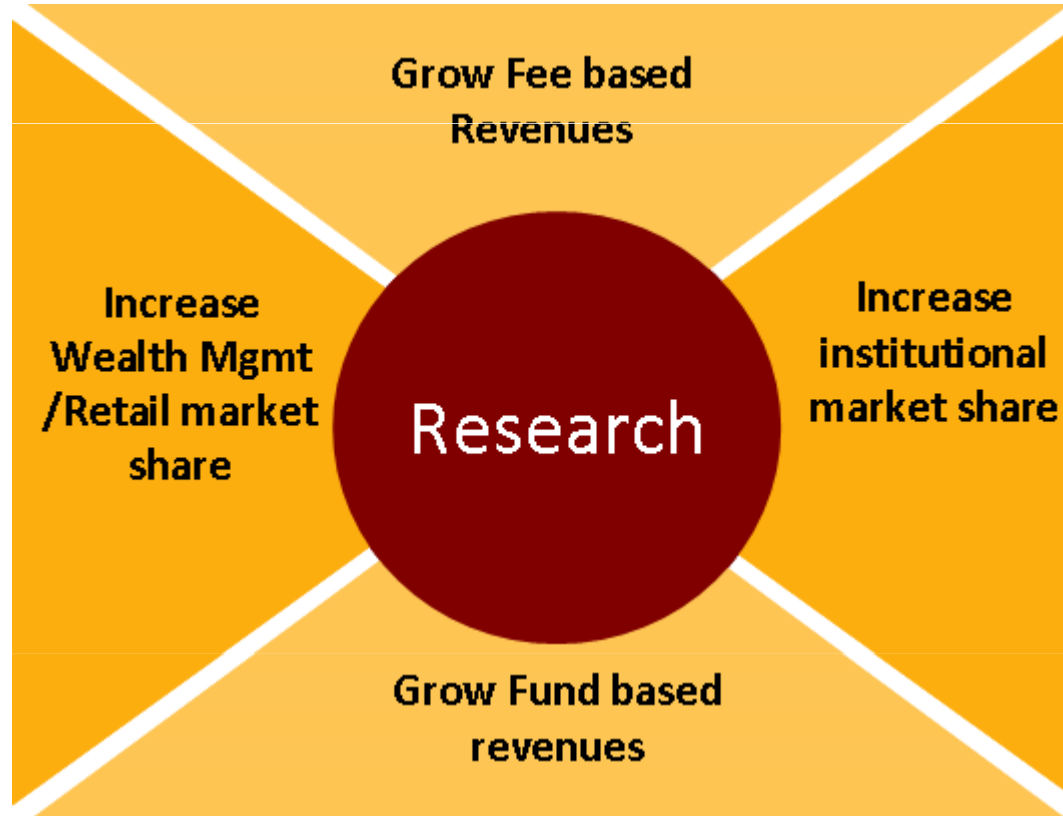 Grow Fee based
Revenues
Increase
Wealth Mgmt
/Retail market
share
Research
Increase
institutional
market share
Grow Fund based
revenues